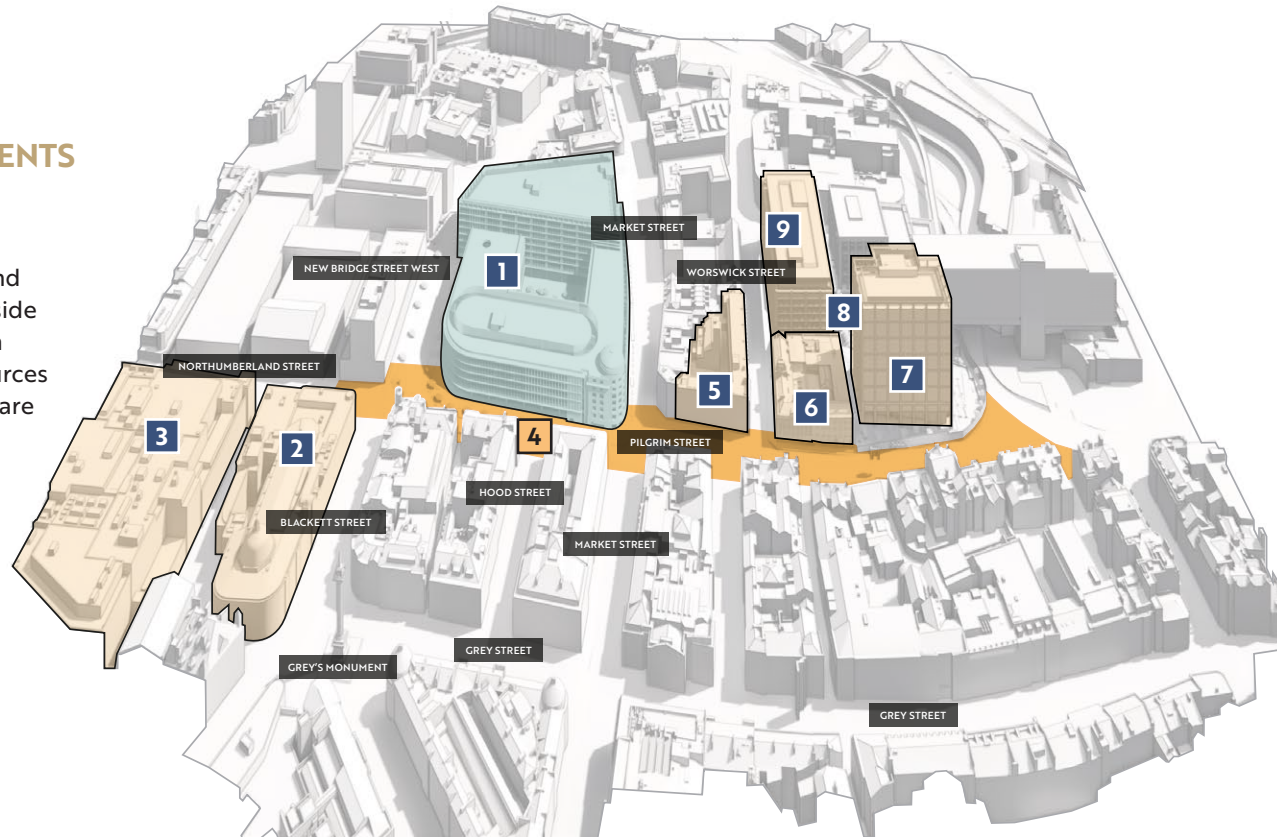 ENTS
nd
side
urces
are
MARKET STREET
9
NEW BRIDGE STREET WEST
1
WORSWICK STREET
8
NORTHUMBERLAND STREET
7
5
6
3
2
4
PILGRIM STREET
HOOD STREET
BLACKETT STREET
MARKET STREET
GREY STREET
GREY'S MONUMENT
GREY STREET